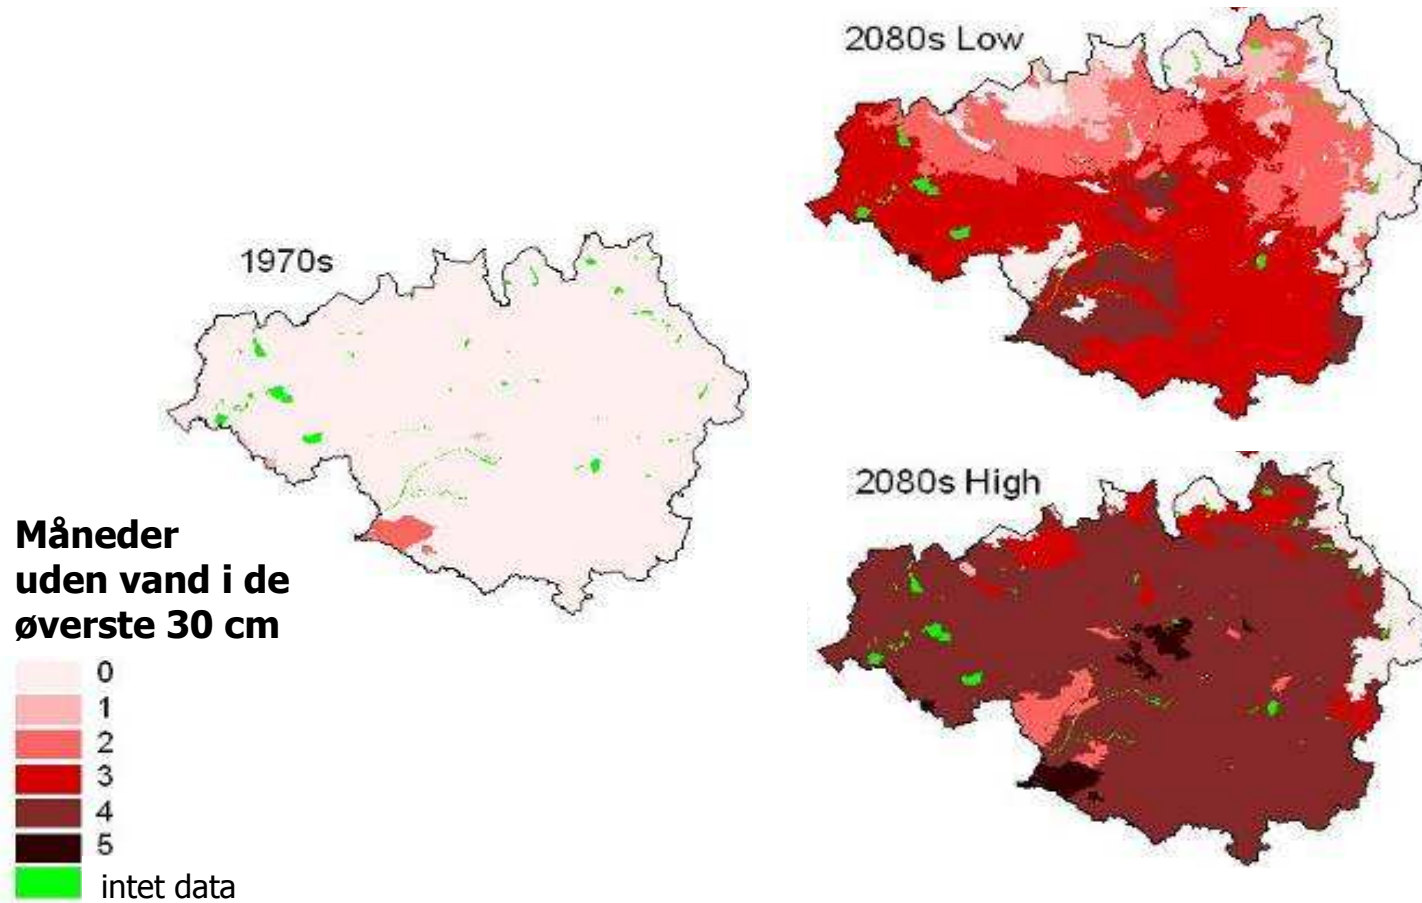 2080s Low
1970s
2080s High
Måneder
uden vand i de
øverste 30 cm
0
1
2
3
4
5
intet data